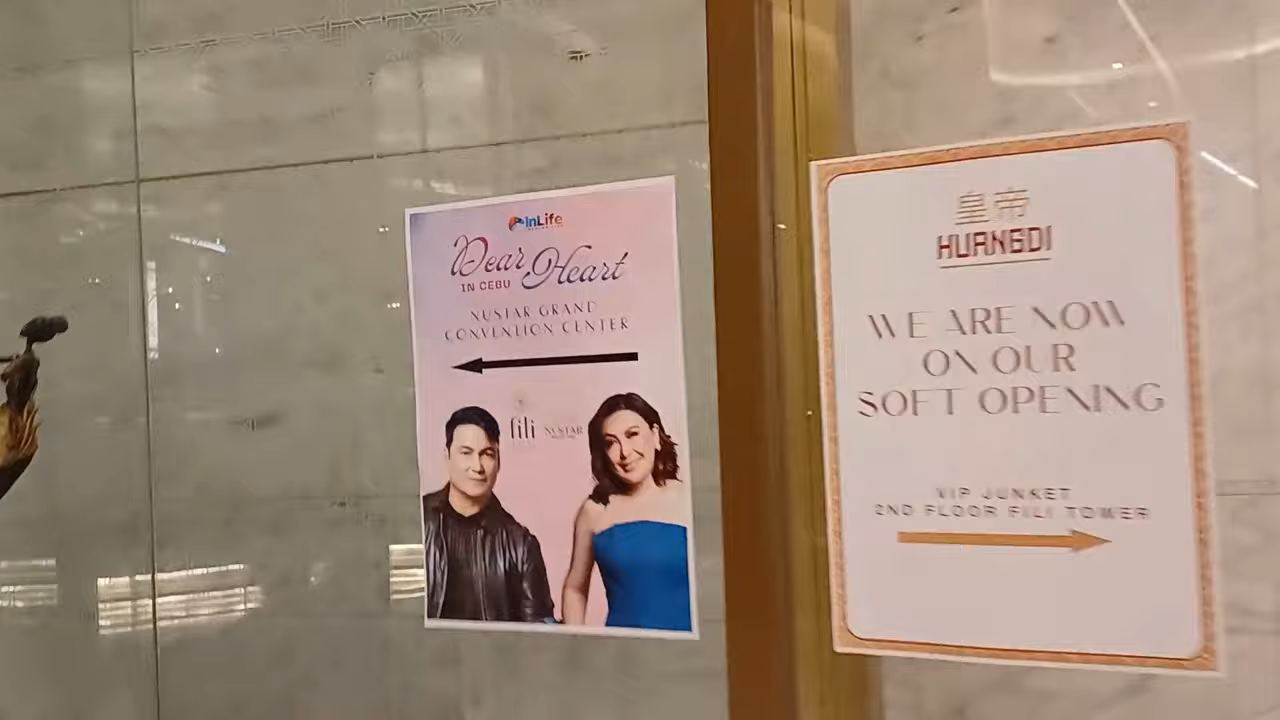 InLife
Dear Heart
IN CEBU
NUSTAR GRAND
CONVENTION CENTER
fili
NUSTAR
皇帝
HUANGDI
WE ARE NOW
ON OUR
SOFT OPENING
VIP JUNKET
2ND FLOOR FILI TOWER